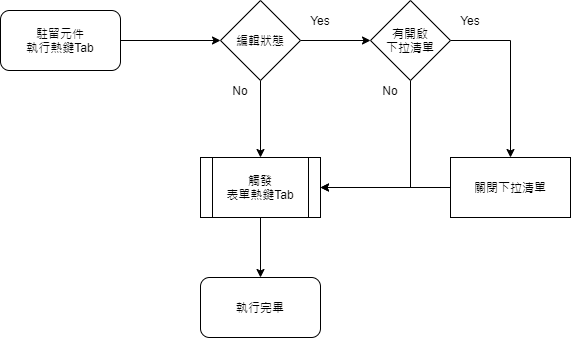 駐留元件
執行熱鍵Tab
編輯狀態
Yes
有開啟
下拉清單
Yes
No
No
觸發
表單熱鍵Tab
關閉下拉清單
執行完畢